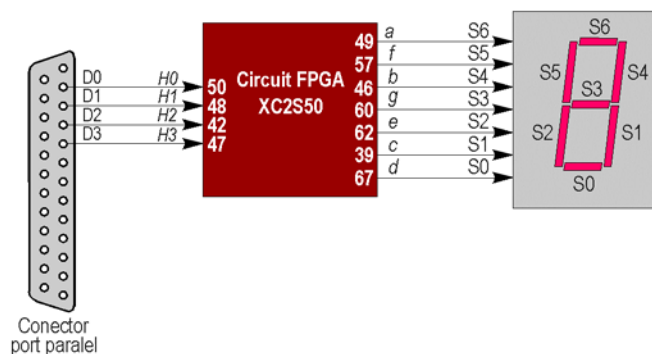 D0 H0
D1 H1
D2 H2
D3 H3
Conector
port paralel
50
48
42
47
Circuit FPGA
XC2S50
49
57
46
60
62
39
67
a S6
f S5
b S4
g S3
e S2
c S1
d S0
S6
S5 S4
S3
S2 S1
S0